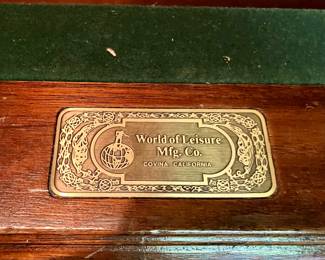 World of Leisure
Mfg. Co.
COVINA, CALIFORNIA